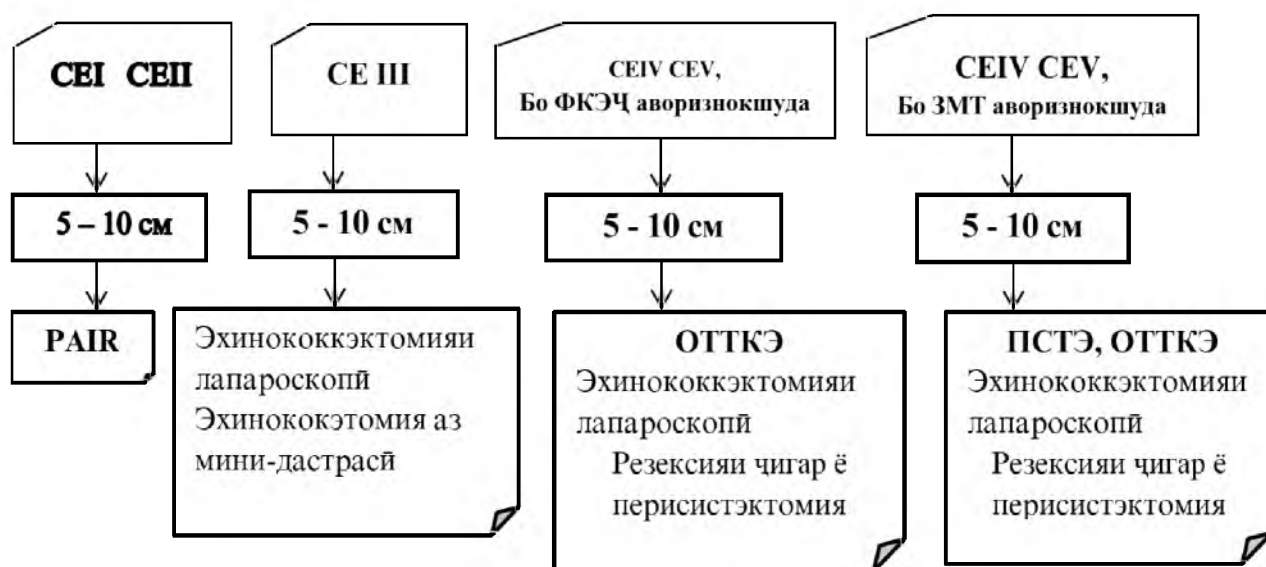 CEI CEII
5 – 10 см
PAIR
CE III
5 - 10 см
Эхинококкэктомияи
лапароскопӣ
Эхинококэтомия аз
мини-дастрасӣ
CEIV CEV,
Бо ФКЭҶ аворизнокшуда
5 - 10 см
ОТТКЭ
Эхинококкэктомияи
лапароскопӣ
Резексияи ҷигар ё
перисистэктомия
CEIV CEV,
Бо ЗМТ аворизнокшуда
5 - 10 см
ПСТЭ, ОТТКЭ
Эхинококкэктомияи
лапароскопӣ
Резексияи ҷигар ё
перисистэктомия